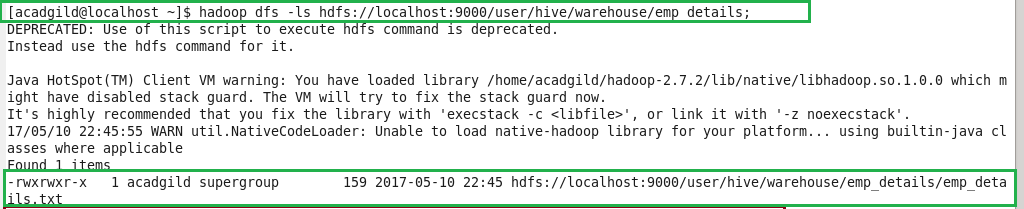 [acadgild@localhost ~]$ hadoop dfs -ls hdfs://localhost:9000/user/hive/warehouse/emp_details;
DEPRECATED: Use of this script to execute hdfs command is deprecated.
Instead use the hdfs command for it.
Java HotSpot(TM) Client VM warning: You have loaded library /home/acadgild/hadoop-2.7.2/lib/native/libhadoop.so.1.0.0 which m
ight have disabled stack guard. The VM will try to fix the stack guard now.
It's highly recommended that you fix the library with 'execstack -c <libfile>', or link it with '-z noexecstack'.
17/05/10 22:45:55 WARN util.NativeCodeLoader: Unable to load native-hadoop library for your platform... using builtin-java cl
asses where applicable
Found 1 items
-rwxrwxr-x   1 acadgild supergroup        159 2017-05-10 22:45 hdfs://localhost:9000/user/hive/warehouse/emp_details/emp_deta
ils.txt